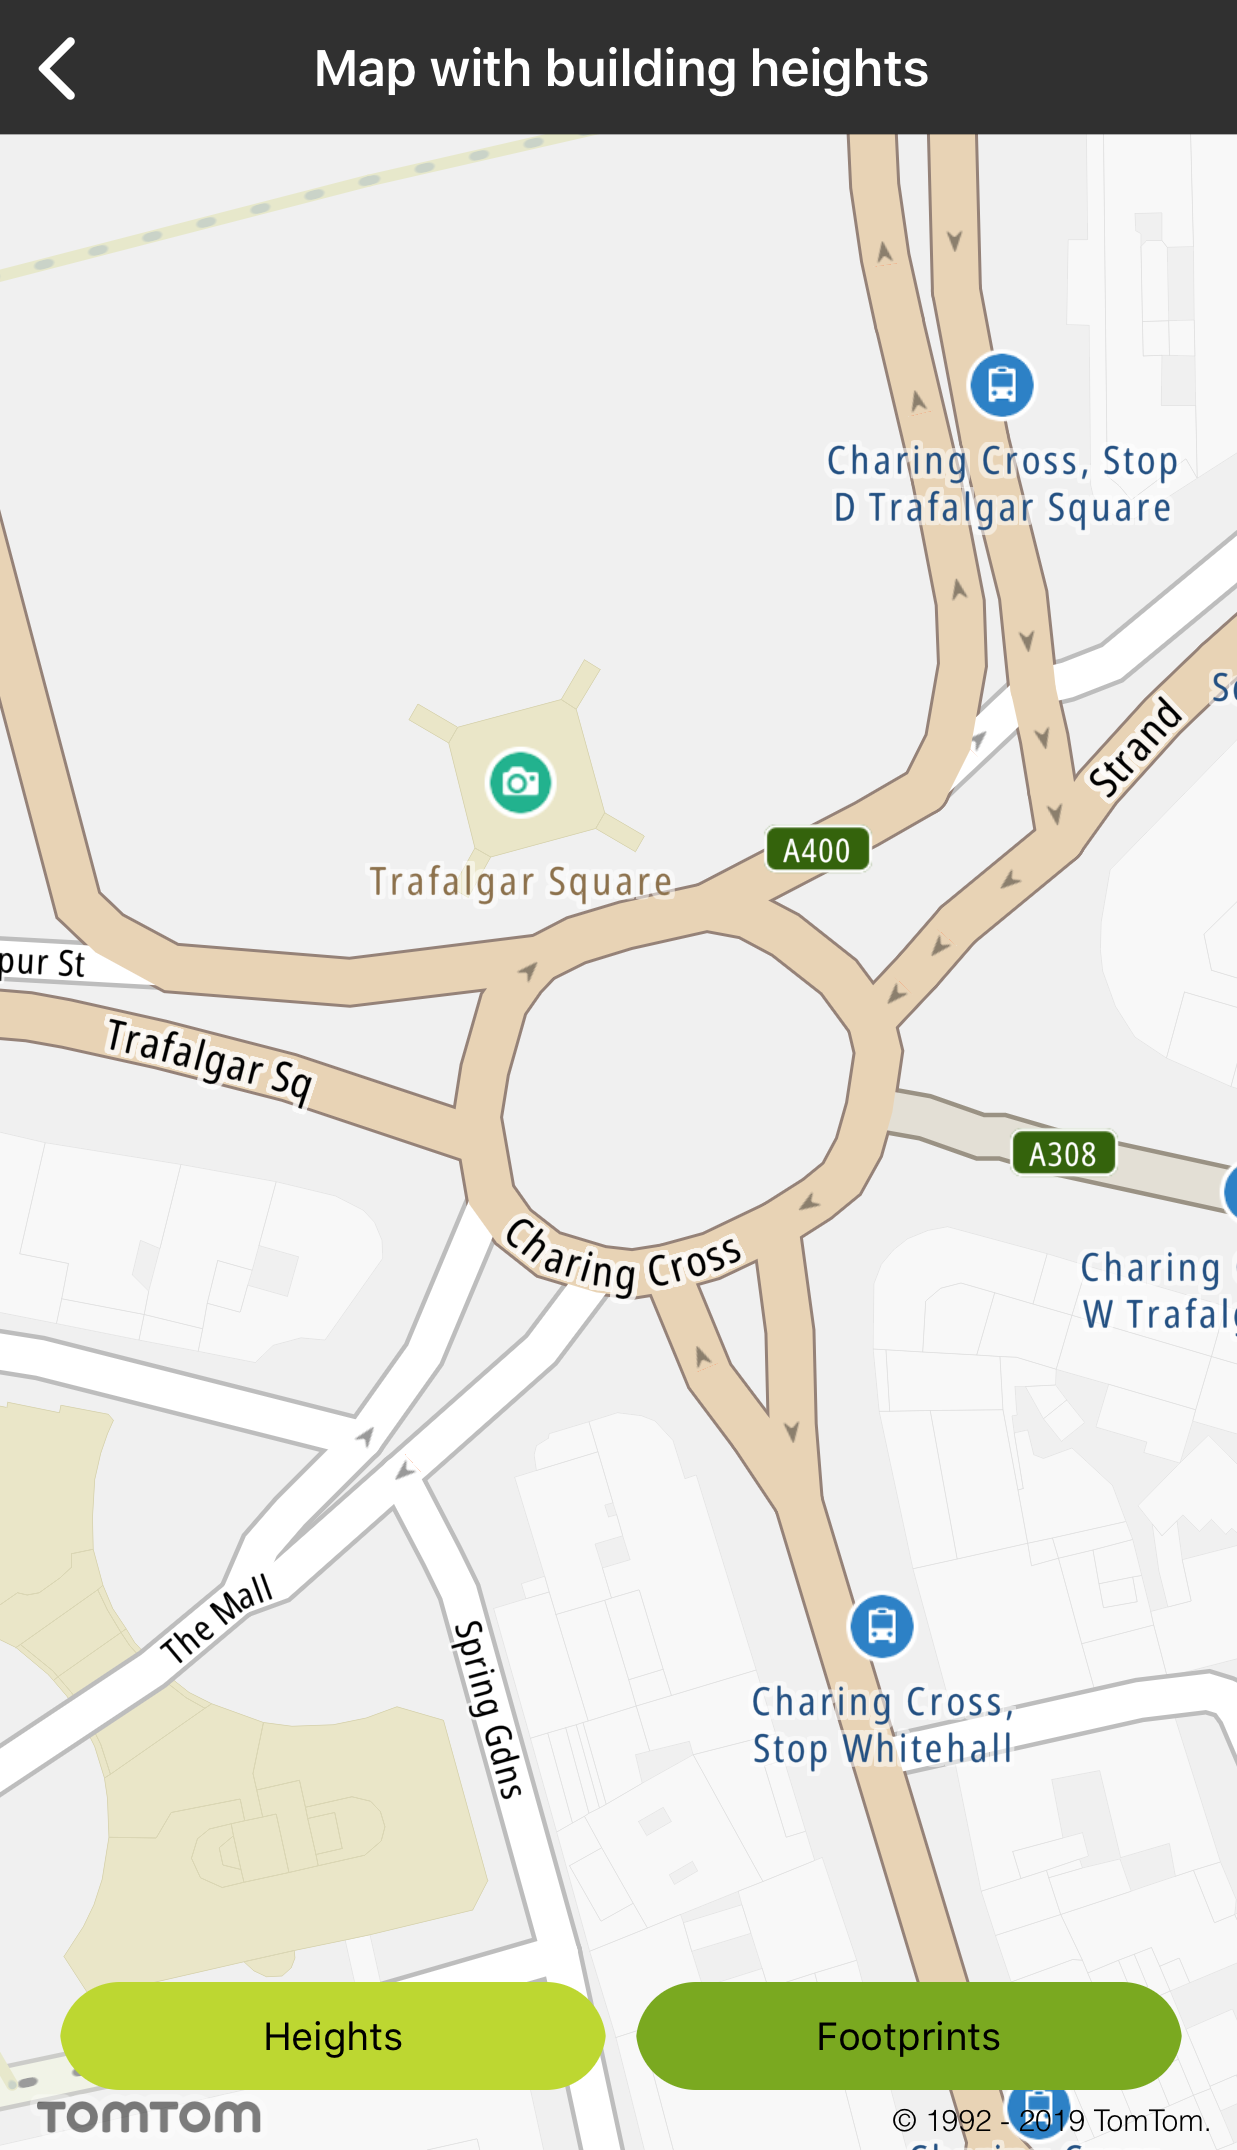 Map with building heights
Charing Cross, Stop
D Trafalgar Square
Strand
A400
Trafalgar Square
pur St
Trafalgar Sq
A308
Charing Cross
Charing
W Trafalg
The Mall
Spring Gdns
Charing Cross,
Stop Whitehall
Heights
Footprints
TOMTOM
© 1992 - 2019 TomTom.